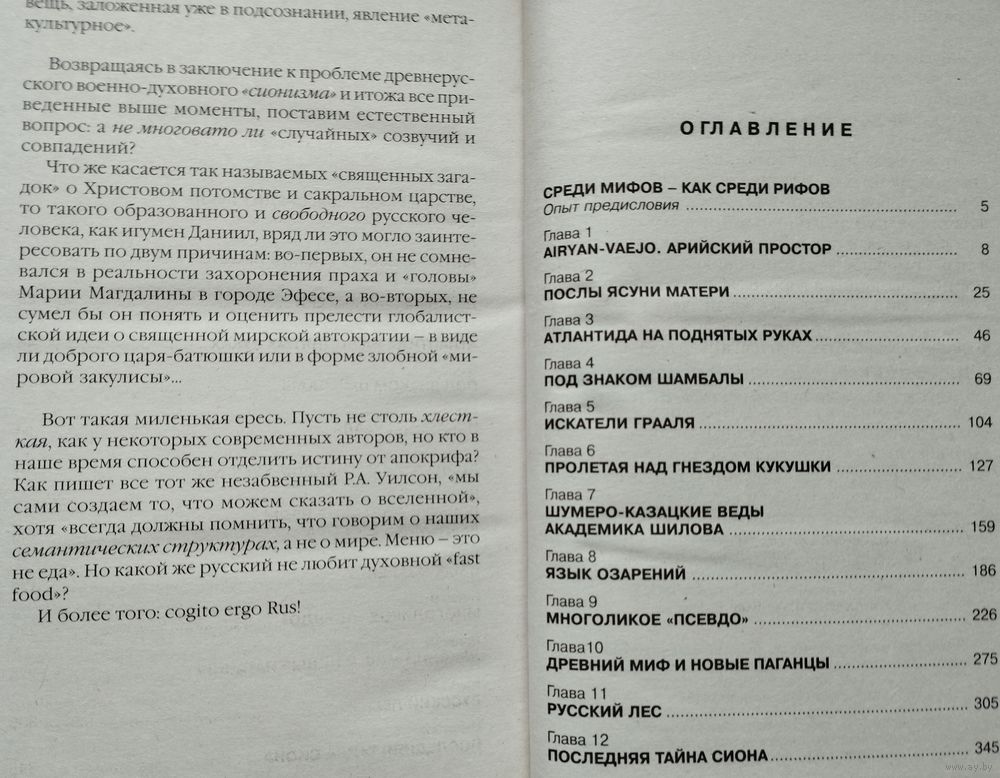 вещь, заложенная уже в подсознании, явление «мета-
культурное».
Возвращаясь в заключение к проблеме древнерус-
ского военно-духовного «сионизма» и итожа все при-
веденные выше моменты, поставим естественный
вопрос: а не многовато ли «случайных» созвучий и
совпадений?
Что же касается так называемых «священных зага-
док» о Христовом потомстве и сакральном царстве,
то такого образованного и свободного русского че-
ловека, как игумен Даниил, вряд ли это могло заинте-
ресовать по двум причинам: во-первых, он не сомне-
вался в реальности захоронения праха и «головы»
Марии Магдалины в городе Эфесе, а во-вторых, не
сумел бы он понять и оценить прелести глобалист-
ской идеи о священной мирской автократии – в виде
ли доброго царя-батюшки или в форме злобной «ми-
ровой закулисы»...
Вот такая миленькая ересь. Пусть не столь хлест-
кая, как у некоторых современных авторов, но кто в
наше время способен отделить истину от апокрифа?
Как пишет все тот же незабвенный Р.А. Уилсон, «мы
сами создаем то, что можем сказать о вселенной»,
хотя «всегда должны помнить, что говорим о наших
семантических структурах, а не о мире. Меню – это
не еда». Но какой же русский не любит духовной «fast
food»?
И более того: cogito ergo Rus!
ОГЛАВЛЕНИЕ
СРЕДИ МИФОВ – КАК СРЕДИ РИФОВ
Опыт предисловия 5
Глава 1
AIRYAN-VAEJO. АРИЙСКИЙ ПРОСТОР 8
Глава 2
ПОСЛЫ ЯСУНИ МАТЕРИ 25
Глава 3
АТЛАНТИДА НА ПОДНЯТЫХ РУКАХ 46
Глава 4
ПОД ЗНАКОМ ШАМБАЛЫ 69
Глава 5
ИСКАТЕЛИ ГРААЛЯ 104
Глава 6
ПРОЛЕТАЯ НАД ГНЕЗДОМ КУКУШКИ 127
Глава 7
ШУМЕРО-КАЗАЦКИЕ ВЕДЫ
АКАДЕМИКА ШИЛОВА 159
Глава 8
ЯЗЫК ОЗАРЕНИЙ 186
Глава 9
МНОГОЛИКОЕ «ПСЕВДО» 226
Глава10
ДРЕВНИЙ МИФ И НОВЫЕ ПАГАНЦЫ 275
Глава 11
РУССКИЙ ЛЕС 305
Глава 12
ПОСЛЕДНЯЯ ТАЙНА СИОНА 345
www.ay.by